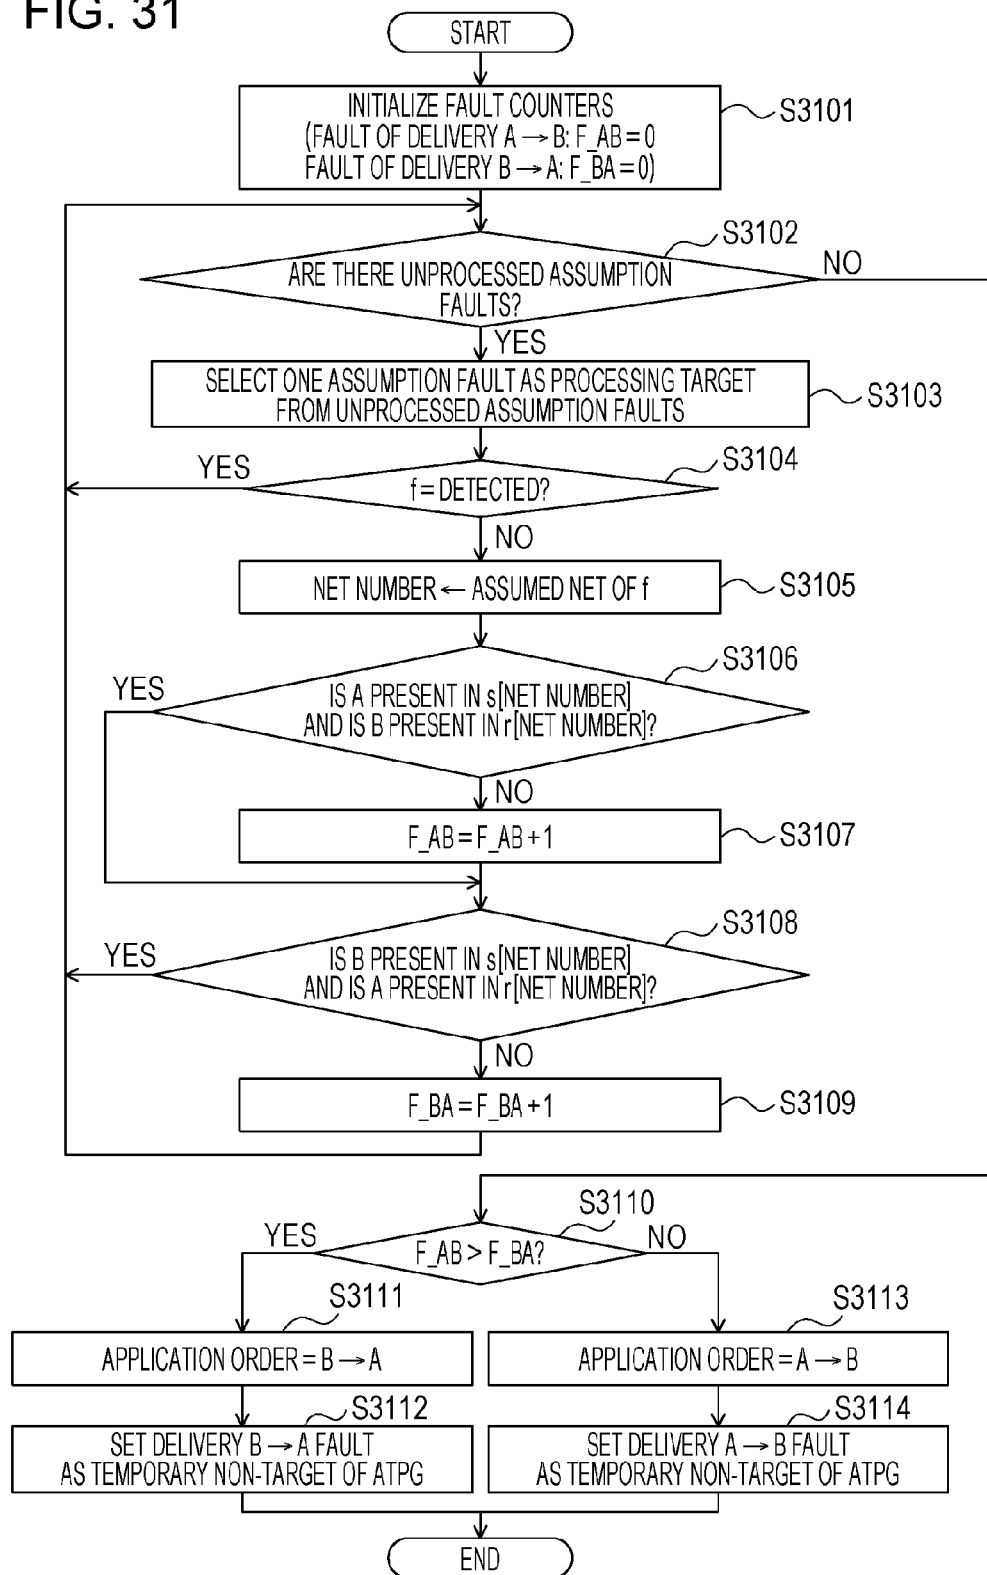 FIG. 31
START
INITIALIZE FAULT COUNTERS
(FAULT OF DELIVERY A → B: F_AB = 0
FAULT OF DELIVERY B → A: F_BA = 0)
S3101
S3102
ARE THERE UNPROCESSED ASSUMPTION
FAULTS?
NO
YES
SELECT ONE ASSUMPTION FAULT AS PROCESSING TARGET
FROM UNPROCESSED ASSUMPTION FAULTS
S3103
S3104
YES
f = DETECTED?
NO
NET NUMBER ← ASSUMED NET OF f
S3105
S3106
YES
IS A PRESENT IN s[NET NUMBER]
AND IS B PRESENT IN r[NET NUMBER]?
NO
F_AB = F_AB + 1
S3107
S3108
YES
IS B PRESENT IN s[NET NUMBER]
AND IS A PRESENT IN r[NET NUMBER]?
NO
F_BA = F_BA + 1
S3109
S3110
YES
F_AB > F_BA?
NO
S3111
APPLICATION ORDER = B → A
S3113
APPLICATION ORDER = A → B
S3112
SET DELIVERY B → A FAULT
AS TEMPORARY NON-TARGET OF ATPG
S3114
SET DELIVERY A → B FAULT
AS TEMPORARY NON-TARGET OF ATPG
END